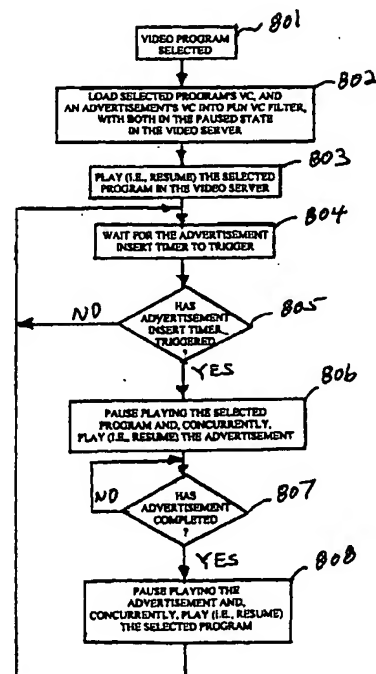 801
VIDEO PROGRAM
SELECTED
802
LOAD SELECTED PROGRAM'S VC, AND
AN ADVERTISEMENT'S VC INTO PUN VC FILTER,
WITH BOTH IN THE PAUSED STATE
IN THE VIDEO SERVER
803
PLAY (I.E., RESUME) THE SELECTED
PROGRAM IN THE VIDEO SERVER
804
WAIT FOR THE ADVERTISEMENT
INSERT TIMER TO TRIGGER
805
NO
HAS
ADVERTISEMENT
INSERT TIMER
TRIGGERED
?
YES
806
PAUSE PLAYING THE SELECTED
PROGRAM AND, CONCURRENTLY,
PLAY (I.E., RESUME) THE ADVERTISEMENT
NO
HAS
ADVERTISEMENT
COMPLETED
?
807
YES
808
PAUSE PLAYING THE
ADVERTISEMENT AND,
CONCURRENTLY, PLAY (I.E., RESUME)
THE SELECTED PROGRAM